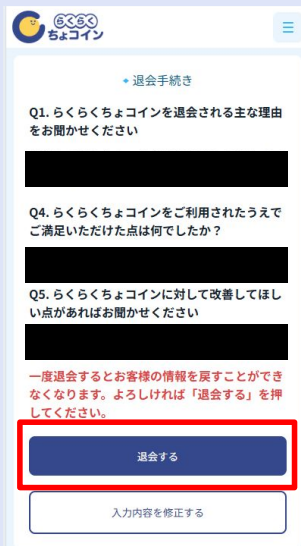 らくらく
ちょコイン
退会手続き
Q1. らくらくちょコインを退会される主な理由
をお聞かせください
Q4. らくらくちょコインをご利用されたうえで
ご満足いただけた点は何でしたか？
Q5. らくらくちょコインに対して改善してほし
い点があればお聞かせください
一度退会するとお客様の情報を戻すことができ
なくなります。よろしければ「退会する」を押
してください。
退会する
入力内容を修正する